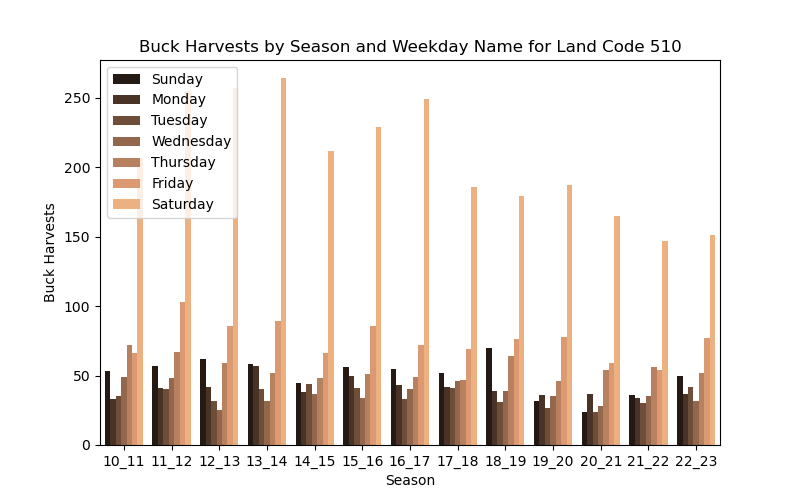 Buck Harvests by Season and Weekday Name for Land Code 510
Sunday
Monday
Tuesday
Wednesday
Thursday
Friday
Saturday
250
200
150
100
50
0
Buck Harvests
10_11 11_12 12_13 13_14 14_15 15_16 16_17 17_18 18_19 19_20 20_21 21_22 22_23
Season